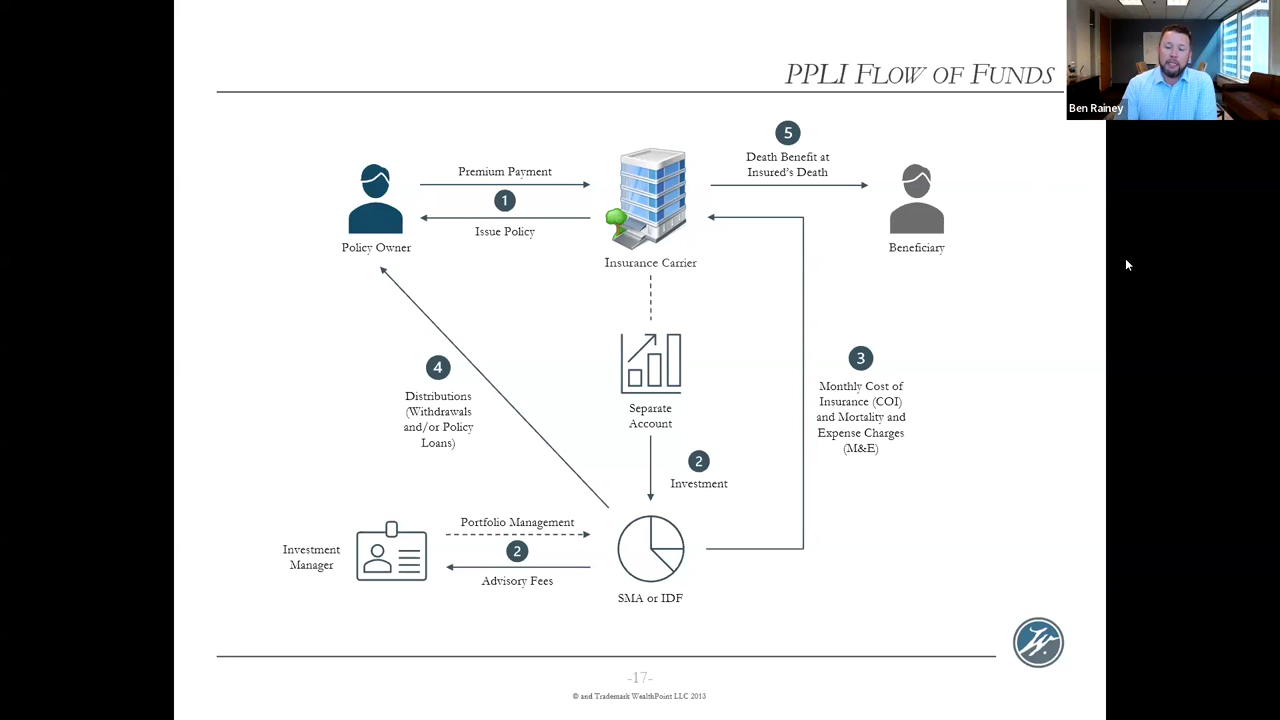 PPLI FLOW OF FUNDS
Ben Rainey
5
Death Benefit at
Insured's Death
Premium Payment
1
Issue Policy
Policy Owner
Insurance Carrier
Beneficiary
4
Distributions
(Withdrawals
and/or Policy
Loans)
Separate
Account
3
Monthly Cost of
Insurance (COI)
and Mortality and
Expense Charges
(M&E)
2
Investment
Investment
Manager
Portfolio Management
2
Advisory Fees
SMA or IDF
W.
-17-
© and Trademark WealthPoint LLC 2013